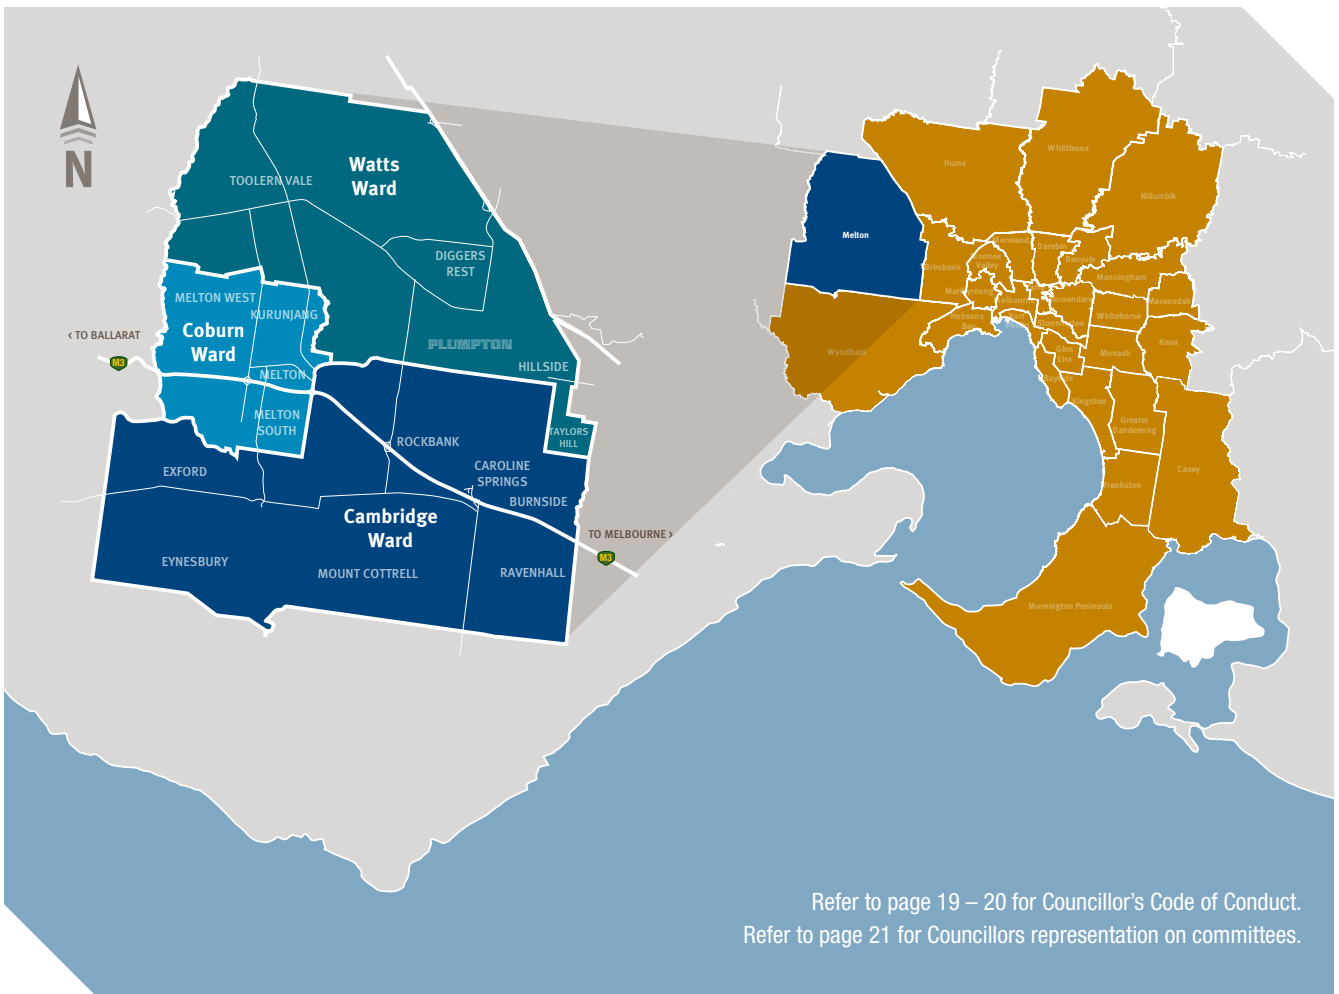 N
Watts
Ward
TOOLERN VALE
DIGGERS
REST
MELTON WEST
KURUNJANG
Coburn
Ward
‹ TO BALLARAT
M3
PLUMPTON
HILLSIDE
MELTON
MELTON
SOUTH
TAYLORS
HILL
ROCKBANK
EXFORD
CAROLINE
SPRINGS
BURNSIDE
Cambridge
Ward
TO MELBOURNE ›
M3
EYNESBURY
MOUNT COTTRELL
RAVENHALL
Hume
Whittlesea
Nillumbik
Melton
Moreland
Darebin
Banyule
Moonee
Valley
Brimbank
Manningham
Maribyrnong
Melbourne
Boroondara
Maroondah
Hobsons
Bay
Port
Phillip
Stonnington
Whitehorse
Wyndham
Glen
Eira
Monash
Knox
Bayside
Kingston
Greater
Dandenong
Casey
Frankston
Mornington Peninsula
Refer to page 19 – 20 for Councillor’s Code of Conduct.
Refer to page 21 for Councillors representation on committees.